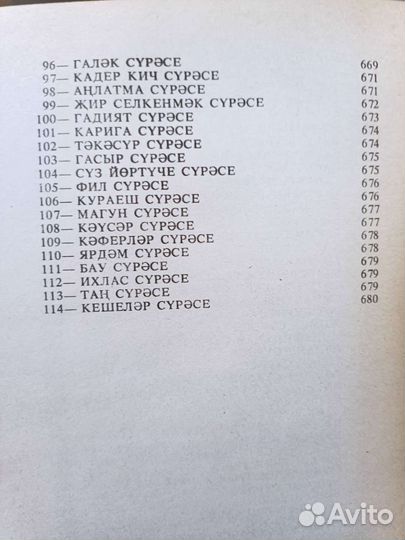 96— ГАЛӘК СҮРӘСЕ 669
97— КАДЕР КИЧ СҮРӘСЕ 671
98— АҢЛАТМА СҮРӘСЕ 671
99— ҖИР СЕЛКЕНМӘК СҮРӘСЕ 672
100— ГАДИЯТ СҮРӘСЕ 673
101— КАРИГА СҮРӘСЕ 674
102— ТӘКӘСҮР СҮРӘСЕ 674
103— ГАСЫР СҮРӘСЕ 675
104— СҮЗ ЙӨРТҮЧЕ СҮРӘСЕ 675
105— ФИЛ СҮРӘСЕ 676
106— КУРАЕШ СҮРӘСЕ 676
107— МАГУН СҮРӘСЕ 677
108— КӘҮСӘР СҮРӘСЕ 677
109— КӘФЕРЛӘР СҮРӘСЕ 678
110— ЯРДӘМ СҮРӘСЕ 678
111— БАУ СҮРӘСЕ 679
112— ИХЛАС СҮРӘСЕ 679
113— ТАҢ СҮРӘСЕ 679
114— КЕШЕЛӘР СҮРӘСЕ 680
Avito